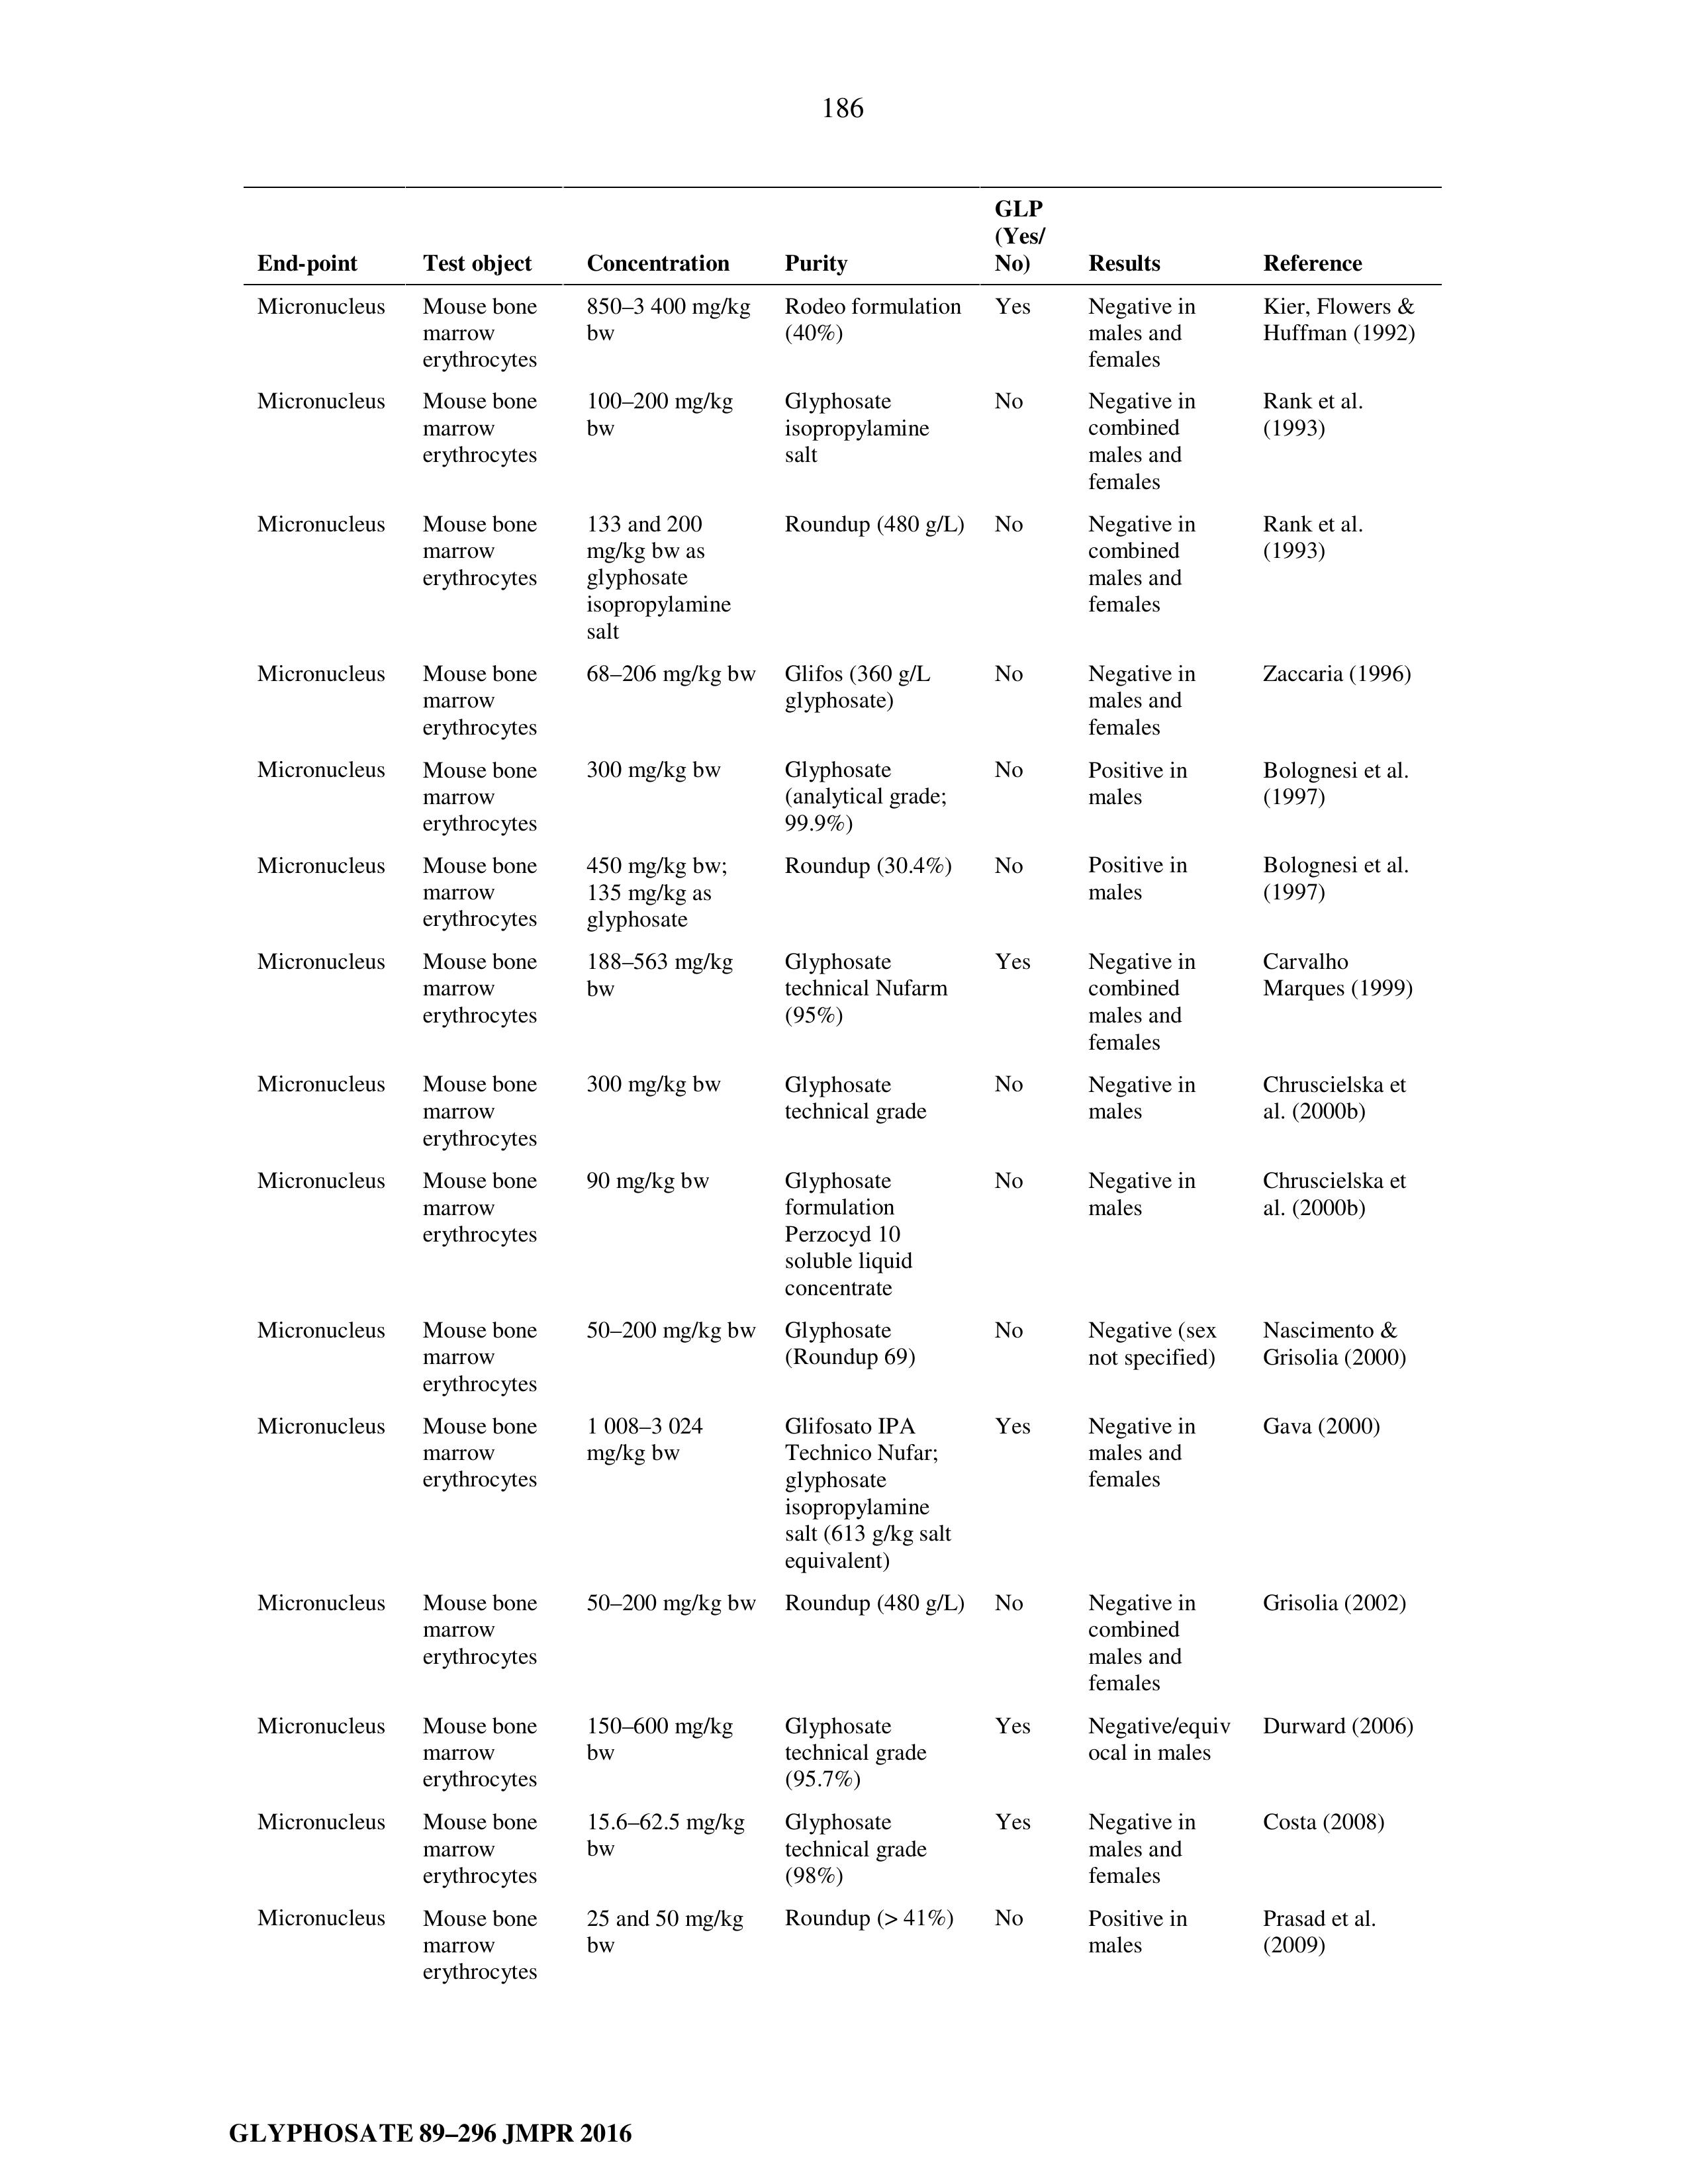 186
GLP
(Yes/
End-point Test object Concentration Purity No) Results Reference
Micronucleus Mouse bone 850–3 400 mg/kg Rodeo formulation Yes Negative in Kier, Flowers &
marrow bw (40%) males and Huffman (1992)
erythrocytes females
Micronucleus Mouse bone 100–200 mg/kg Glyphosate No Negative in Rank et al.
marrow bw isopropylamine combined (1993)
erythrocytes salt males and
females
Micronucleus Mouse bone 133 and 200 Roundup (480 g/L) No Negative in Rank et al.
marrow mg/kg bw as combined (1993)
erythrocytes glyphosate males and
isopropylamine females
salt
Micronucleus Mouse bone 68–206 mg/kg bw Glifos (360 g/L No Negative in Zaccaria (1996)
marrow glyphosate) males and
erythrocytes females
Micronucleus Mouse bone 300 mg/kg bw Glyphosate No Positive in Bolognesi et al.
marrow (analytical grade; males (1997)
erythrocytes 99.9%)
Micronucleus Mouse bone 450 mg/kg bw; Roundup (30.4%) No Positive in Bolognesi et al.
marrow 135 mg/kg as males (1997)
erythrocytes glyphosate
Micronucleus Mouse bone 188–563 mg/kg Glyphosate Yes Negative in Carvalho
marrow bw technical Nufarm combined Marques (1999)
erythrocytes (95%) males and
females
Micronucleus Mouse bone 300 mg/kg bw Glyphosate No Negative in Chruscielska et
marrow technical grade males al. (2000b)
erythrocytes
Micronucleus Mouse bone 90 mg/kg bw Glyphosate No Negative in Chruscielska et
marrow formulation males al. (2000b)
erythrocytes Perzocyd 10
soluble liquid
concentrate
Micronucleus Mouse bone 50–200 mg/kg bw Glyphosate No Negative (sex Nascimento &
marrow (Roundup 69) not specified) Grisolia (2000)
erythrocytes
Micronucleus Mouse bone 1 008–3 024 Glifosato IPA Yes Negative in Gava (2000)
marrow mg/kg bw Technico Nufar; males and
erythrocytes glyphosate females
isopropylamine
salt (613 g/kg salt
equivalent)
Micronucleus Mouse bone 50–200 mg/kg bw Roundup (480 g/L) No Negative in Grisolia (2002)
marrow combined
erythrocytes males and
females
Micronucleus Mouse bone 150–600 mg/kg Glyphosate Yes Negative/equiv Durward (2006)
marrow bw technical grade ocal in males
erythrocytes (95.7%)
Micronucleus Mouse bone 15.6–62.5 mg/kg Glyphosate Yes Negative in Costa (2008)
marrow bw technical grade males and
erythrocytes (98%) females
Micronucleus Mouse bone 25 and 50 mg/kg Roundup (> 41%) No Positive in Prasad et al.
marrow bw males (2009)
erythrocytes
GLYPHOSATE 89–296 JMPR 2016